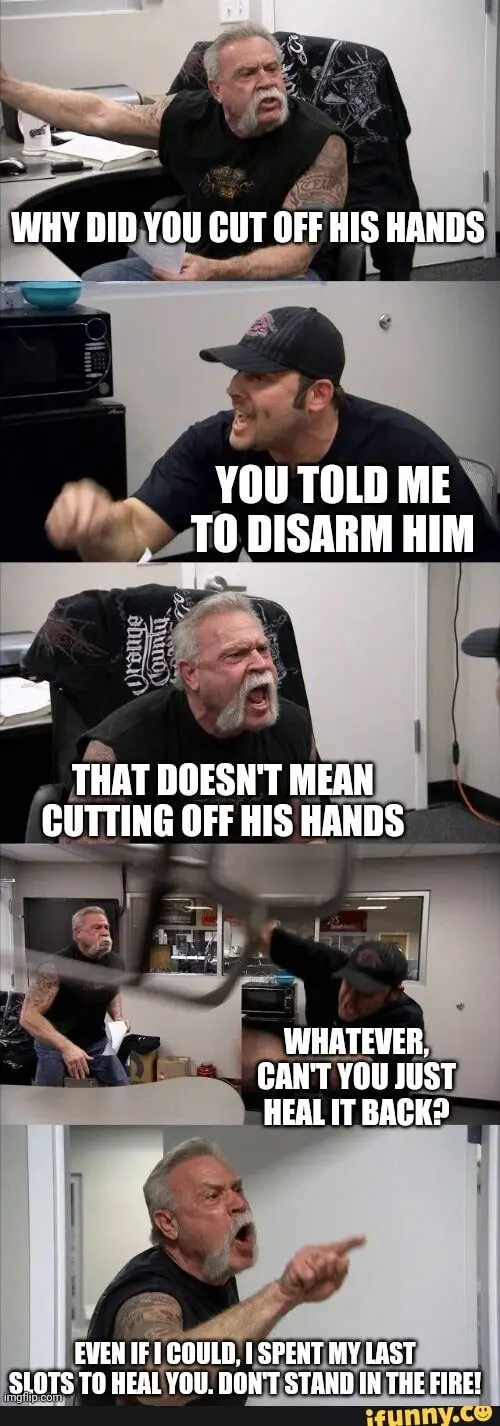 WHY DID YOU CUT OFF HIS HANDS
YOU TOLD ME
TO DISARM HIM
Orange
County
THAT DOESN'T MEAN
CUTTING OFF HIS HANDS
WHATEVER,
CAN'T YOU JUST
HEAL IT BACK?
EVEN IF I COULD, I SPENT MY LAST
SLOTS TO HEAL YOU. DON'T STAND IN THE FIRE!
imgflip.com
ifunny.co